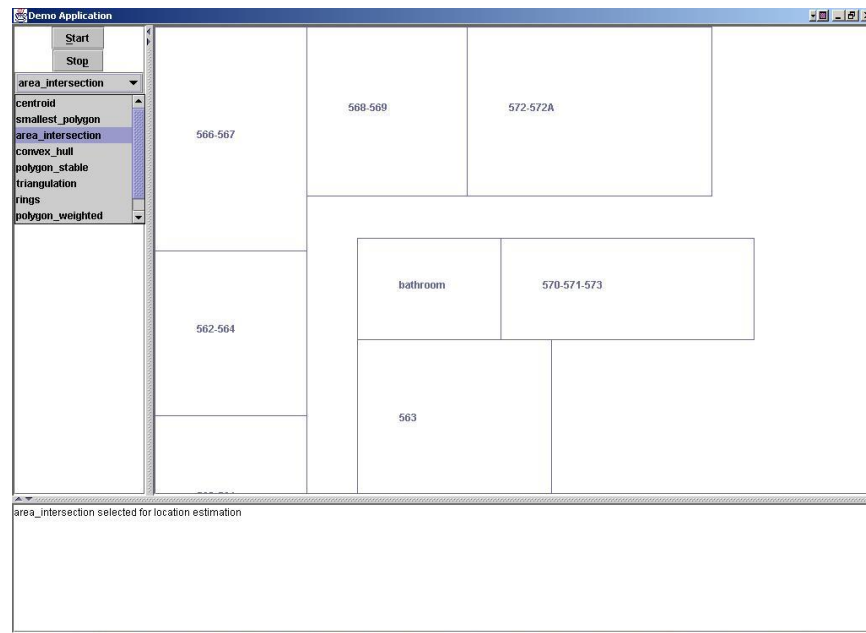 Demo Application
Start
Stop
area_intersection
centroid
smallest_polygon
area_intersection
convex_hull
polygon_stable
triangulation
rings
polygon_weighted
566-567
568-569
572-572A
bathroom
570-571-573
562-564
563
area_intersection selected for location estimation